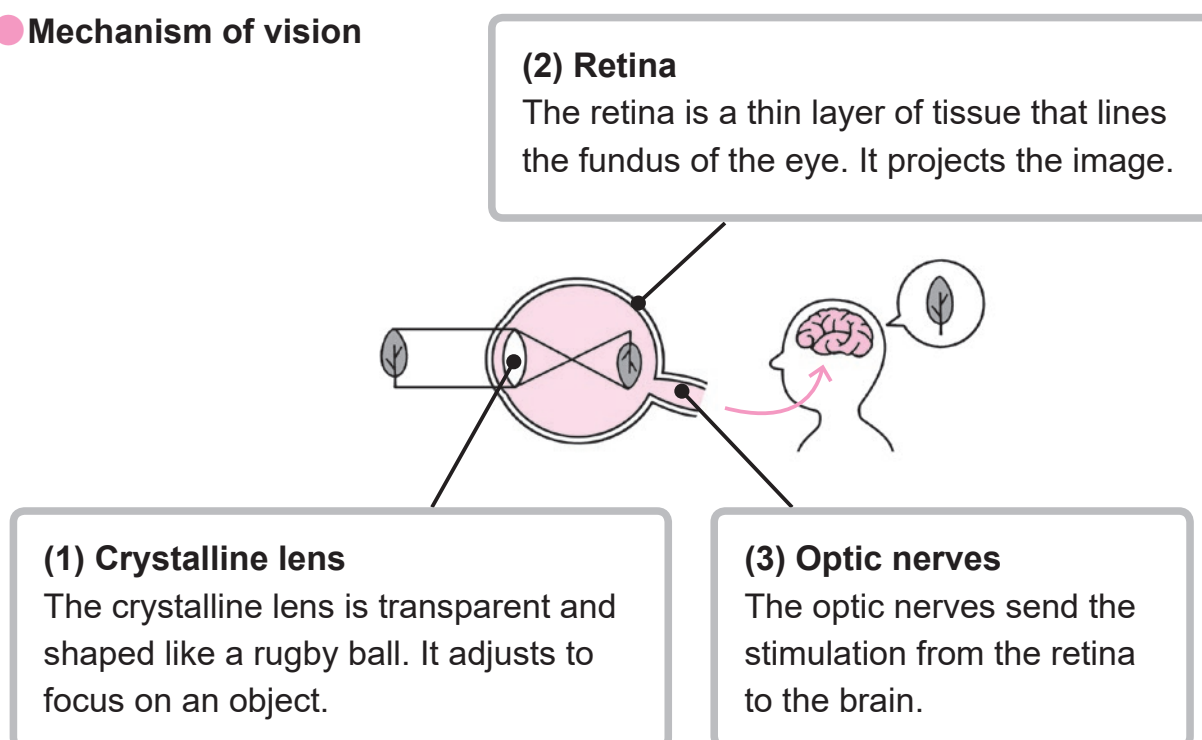 Mechanism of vision
(2) Retina
The retina is a thin layer of tissue that lines
the fundus of the eye. It projects the image.
(1) Crystalline lens
The crystalline lens is transparent and
shaped like a rugby ball. It adjusts to
focus on an object.
(3) Optic nerves
The optic nerves send the
stimulation from the retina
to the brain.